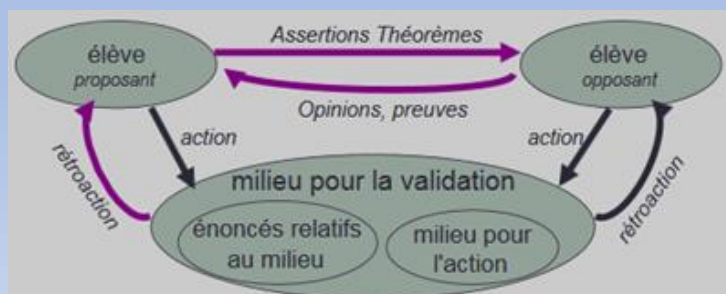 élève
proposant
Assertions Théorèmes
élève
opposant
Opinions, preuves
action
action
rétroaction
rétroaction
milieu pour la validation
énoncés relatifs
au milieu
milieu pour
l'action